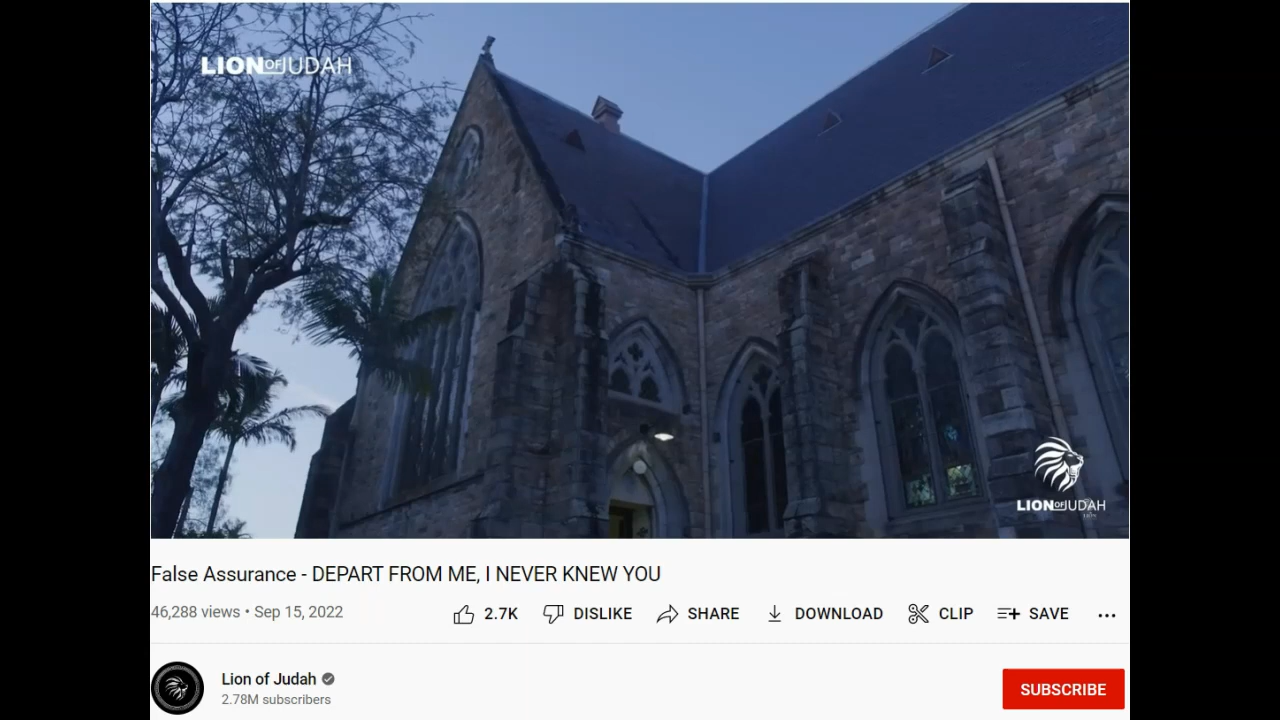 LION OF JUDAH
LION OF JUDAH
False Assurance - DEPART FROM ME, I NEVER KNEW YOU
46,288 views • Sep 15, 2022
2.7K DISLIKE SHARE DOWNLOAD CLIP SAVE ...
Lion of Judah
2.78M subscribers
SUBSCRIBE